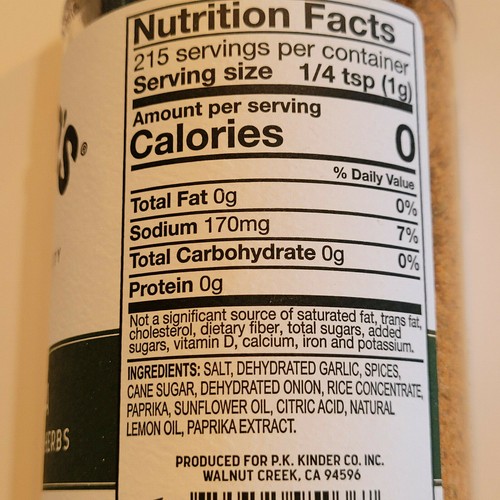 Nutrition Facts
215 servings per container
Serving size 1/4 tsp (1g)
Amount per serving
Calories 0
% Daily Value
Total Fat 0g 0%
Sodium 170mg 7%
Total Carbohydrate 0g 0%
Protein 0g
Not a significant source of saturated fat, trans fat,
cholesterol, dietary fiber, total sugars, added
sugars, vitamin D, calcium, iron and potassium.
INGREDIENTS: SALT, DEHYDRATED GARLIC, SPICES,
CANE SUGAR, DEHYDRATED ONION, RICE CONCENTRATE,
PAPRIKA, SUNFLOWER OIL, CITRIC ACID, NATURAL
LEMON OIL, PAPRIKA EXTRACT.
PRODUCED FOR P.K. KINDER CO. INC.
WALNUT CREEK, CA 94596
'S®
HERBS